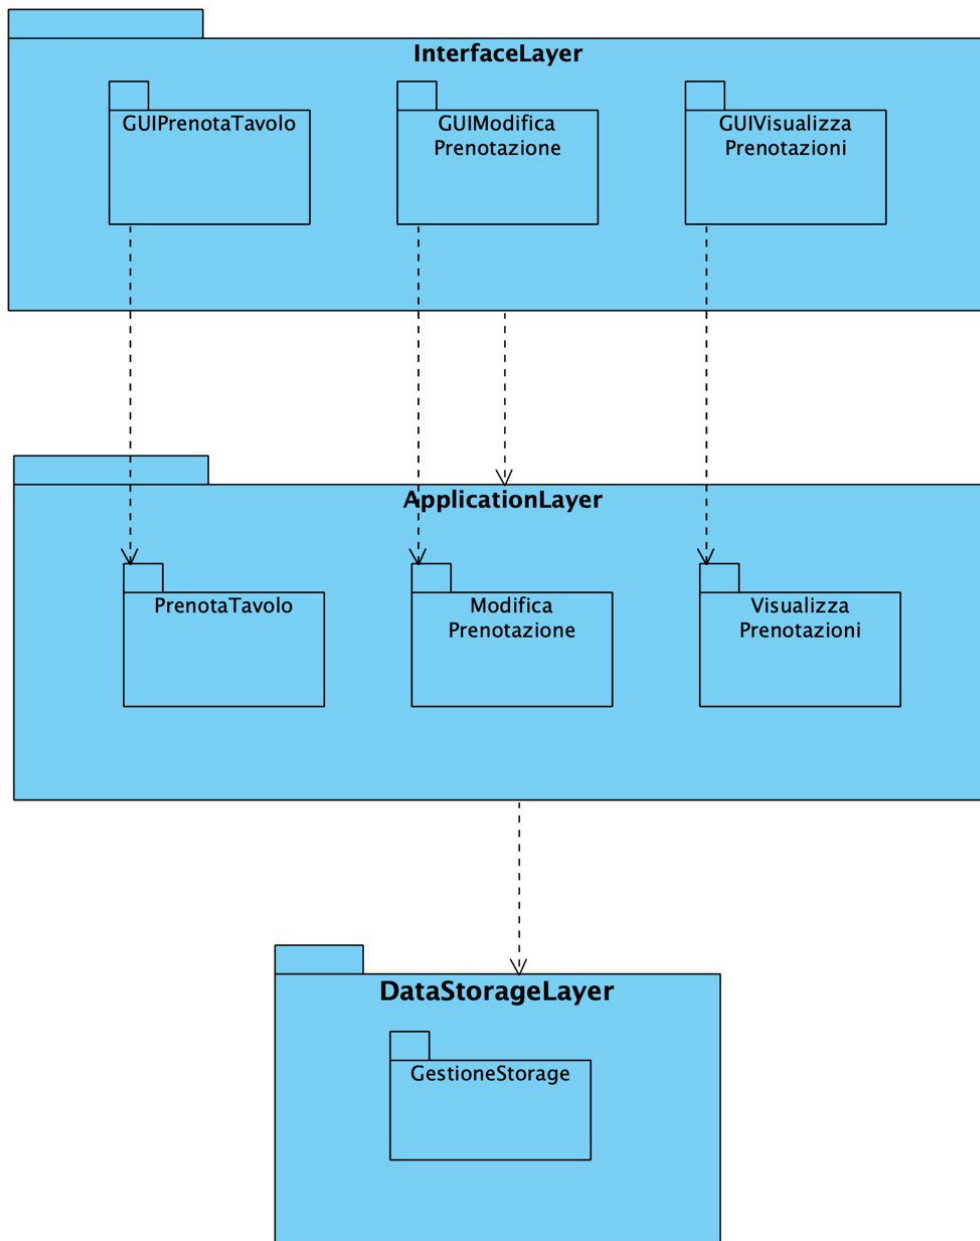 InterfaceLayer
GUIPrenotaTavolo
GUIModifica
Prenotazione
GUIVisualizza
Prenotazioni
ApplicationLayer
PrenotaTavolo
Modifica
Prenotazione
Visualizza
Prenotazioni
DataStorageLayer
GestioneStorage